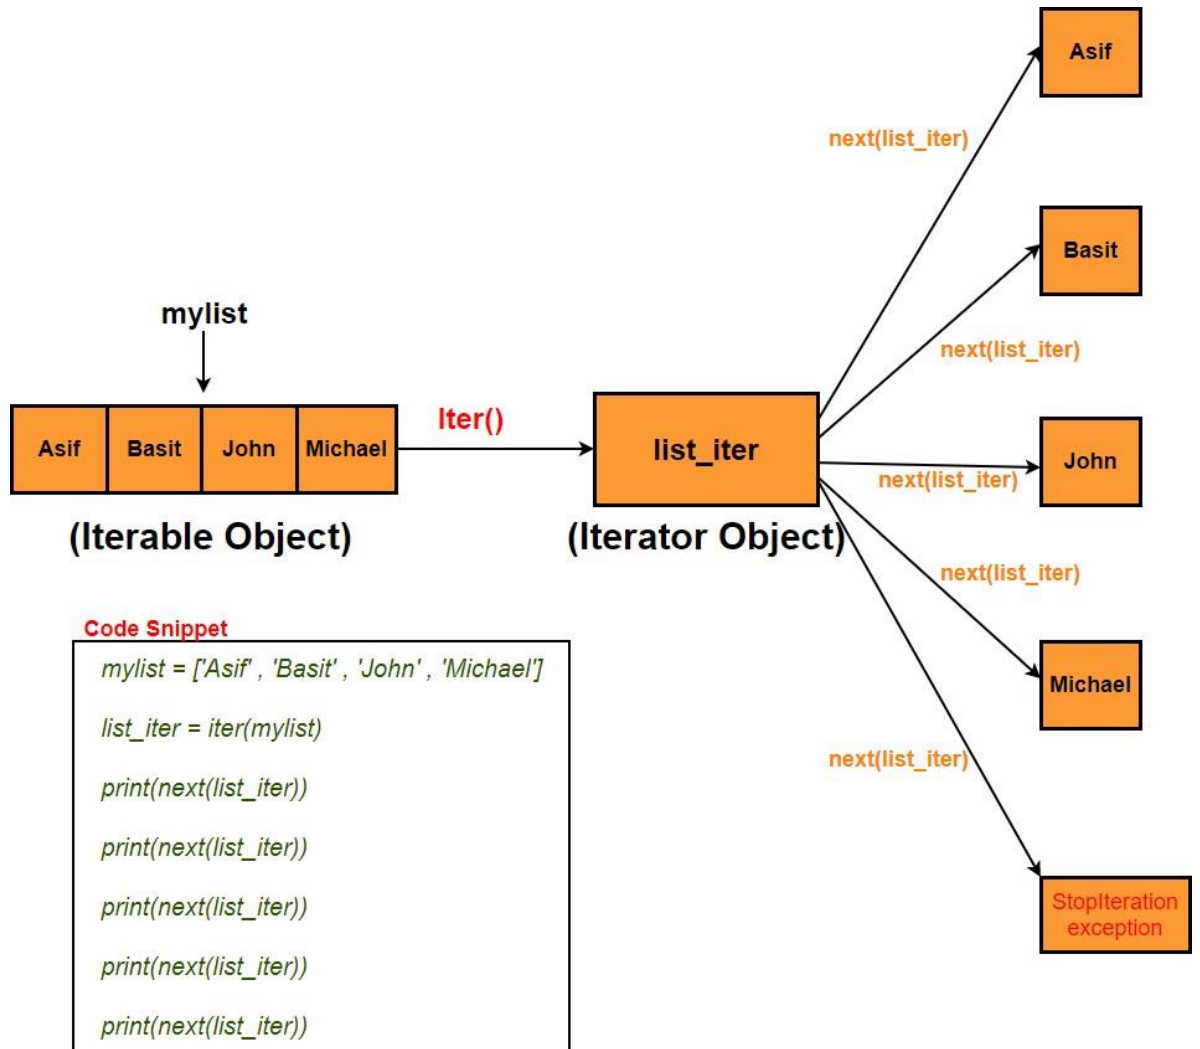 Asif
next(list_iter)
Basit
mylist
next(list_iter)
Iter()
Asif Basit John Michael
list_iter
John
next(list_iter)
(Iterable Object)
(Iterator Object)
next(list_iter)
Code Snippet
mylist = ['Asif' , 'Basit' , 'John' , 'Michael']
list_iter = iter(mylist)
print(next(list_iter))
print(next(list_iter))
print(next(list_iter))
print(next(list_iter))
print(next(list_iter))
Michael
next(list_iter)
StopIteration
exception